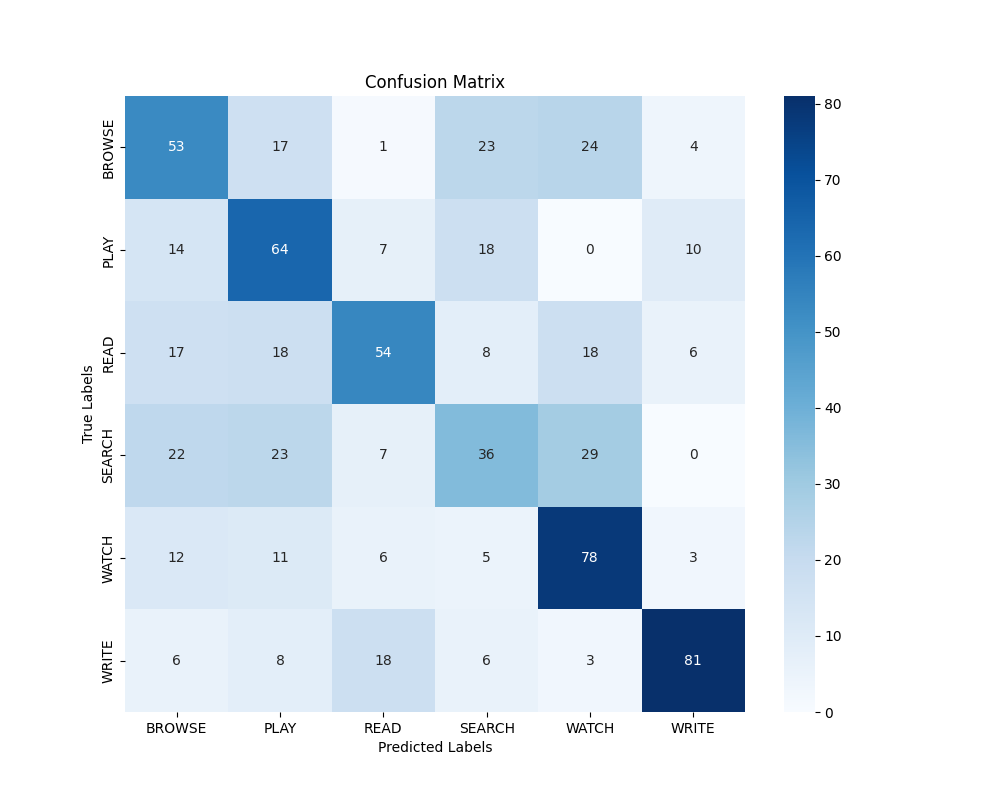 Confusion Matrix
True Labels
BROWSE 53 17 1 23 24 4
PLAY 14 64 7 18 0 10
READ 17 18 54 8 18 6
SEARCH 22 23 7 36 29 0
WATCH 12 11 6 5 78 3
WRITE 6 8 18 6 3 81
BROWSE PLAY READ SEARCH WATCH WRITE
Predicted Labels
80
70
60
50
40
30
20
10
0